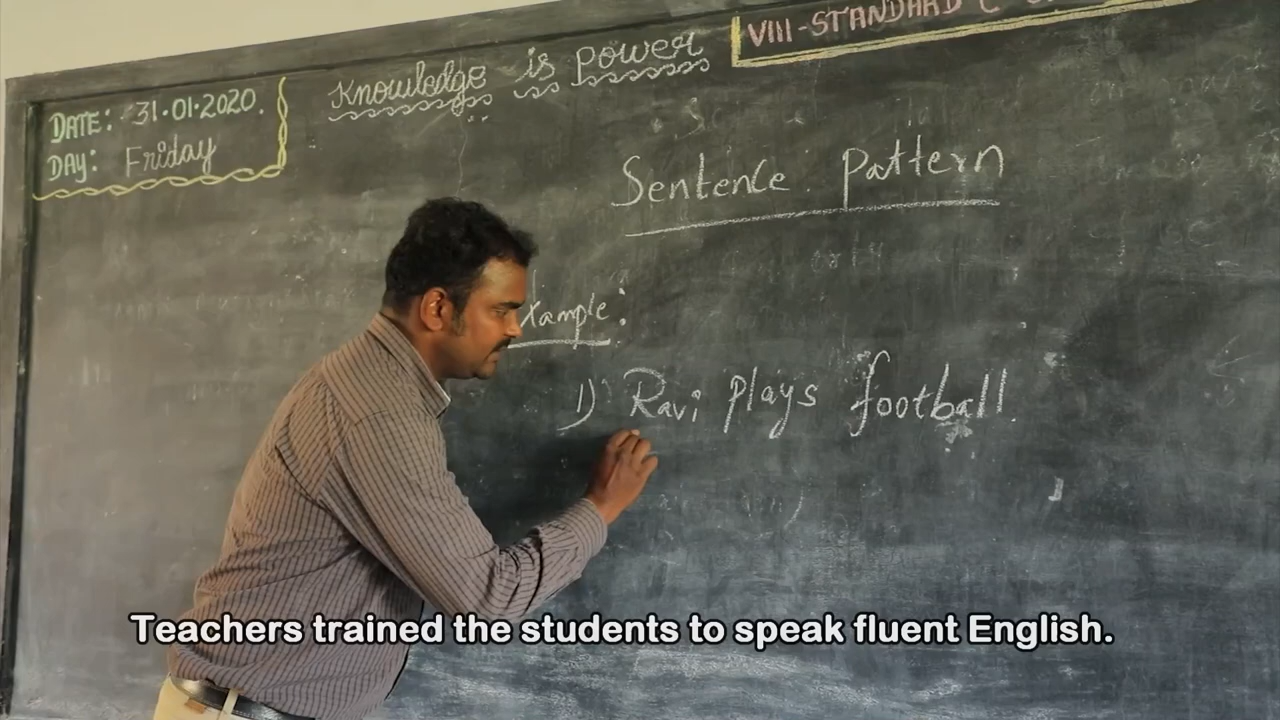 VIII-STANDARD C
Knowledge is Power
DATE: 31.01.2020.
DAY: Friday
Sentence Pattern
xample:
1) Ravi plays football.
Teachers trained the students to speak fluent English.